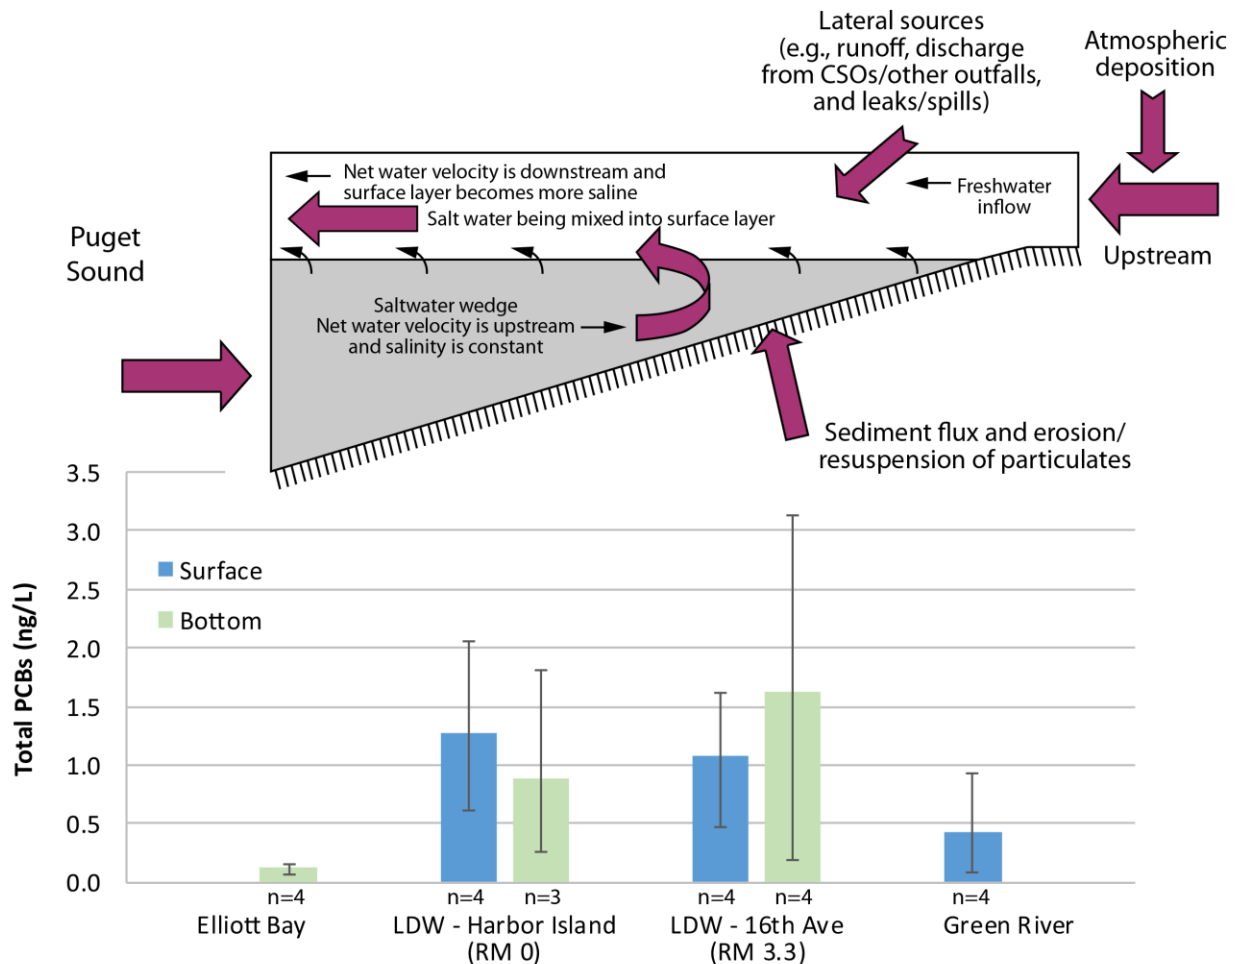 Lateral sources
(e.g., runoff, discharge
from CSOs/other outfalls,
and leaks/spills)
Atmospheric
deposition
Net water velocity is downstream and
surface layer becomes more saline
Freshwater
inflow
Salt water being mixed into surface layer
Puget
Sound
Upstream
Saltwater wedge
Net water velocity is upstream
and salinity is constant
Sediment flux and erosion/
resuspension of particulates
Total PCBs (ng/L)
3.5
3.0
2.5
2.0
1.5
1.0
0.5
0.0
Surface
Bottom
n=4
n=4
n=3
n=4
n=4
n=4
Elliott Bay
LDW - Harbor Island
(RM 0)
LDW - 16th Ave
(RM 3.3)
Green River